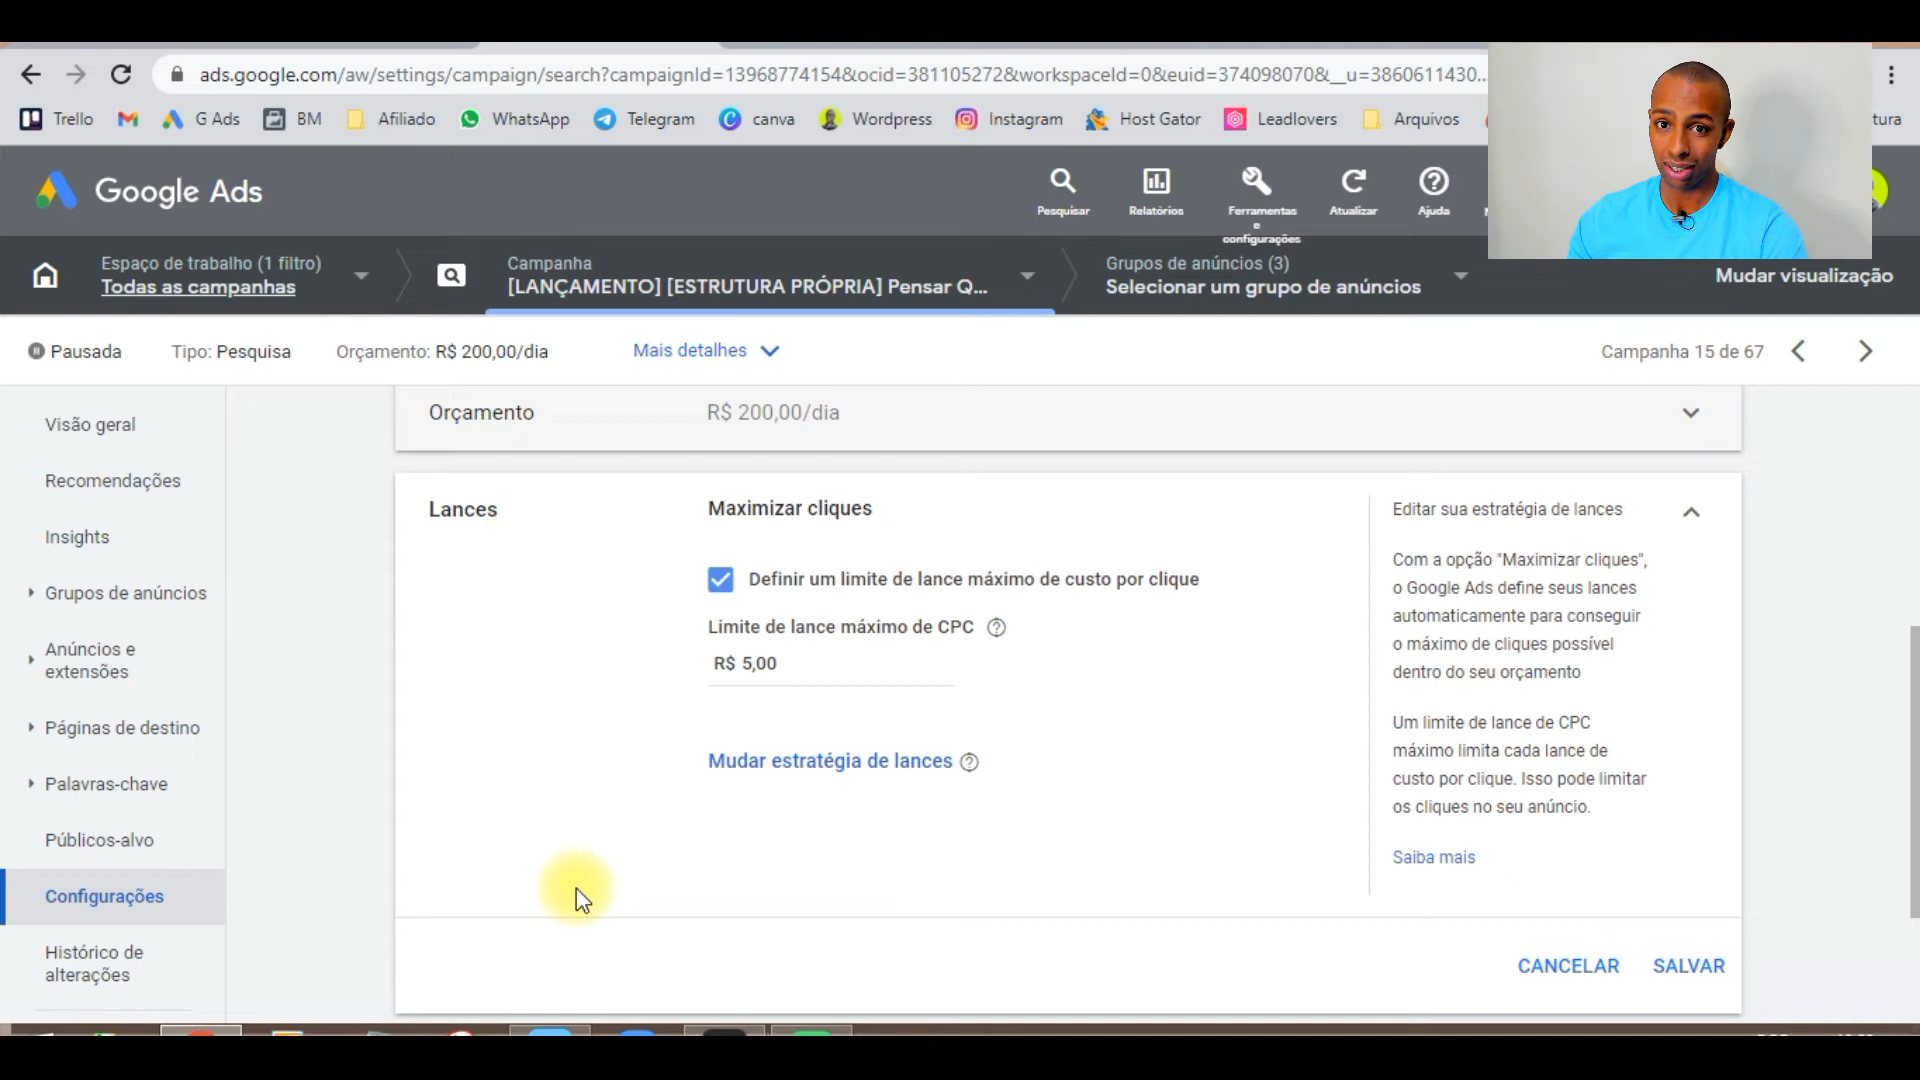 ads.google.com/aw/settings/campaign/search?campaignId=13968774154&ocid=381105272&workspaceId=0&euid=374098070&__u=3860611430...
Trello G Ads BM Afiliado WhatsApp Telegram canva Wordpress Instagram Host Gator Leadlovers Arquivos tura
Google Ads
Pesquisar Relatórios Ferramentas e configurações Atualizar Ajuda
Espaço de trabalho (1 filtro)
Todas as campanhas
Campanha
[LANÇAMENTO] [ESTRUTURA PRÓPRIA] Pensar Q...
Grupos de anúncios (3)
Selecionar um grupo de anúncios
Mudar visualização
Pausada Tipo: Pesquisa Orçamento: R$ 200,00/dia Mais detalhes Campanha 15 de 67
Visão geral
Recomendações
Insights
Grupos de anúncios
Anúncios e
extensões
Páginas de destino
Palavras-chave
Públicos-alvo
Configurações
Histórico de
alterações
Orçamento R$ 200,00/dia
Lances
Maximizar cliques
Definir um limite de lance máximo de custo por clique
Limite de lance máximo de CPC
R$ 5,00
Mudar estratégia de lances
Editar sua estratégia de lances
Com a opção "Maximizar cliques",
o Google Ads define seus lances
automaticamente para conseguir
o máximo de cliques possível
dentro do seu orçamento
Um limite de lance de CPC
máximo limita cada lance de
custo por clique. Isso pode limitar
os cliques no seu anúncio.
Saiba mais
CANCELAR SALVAR